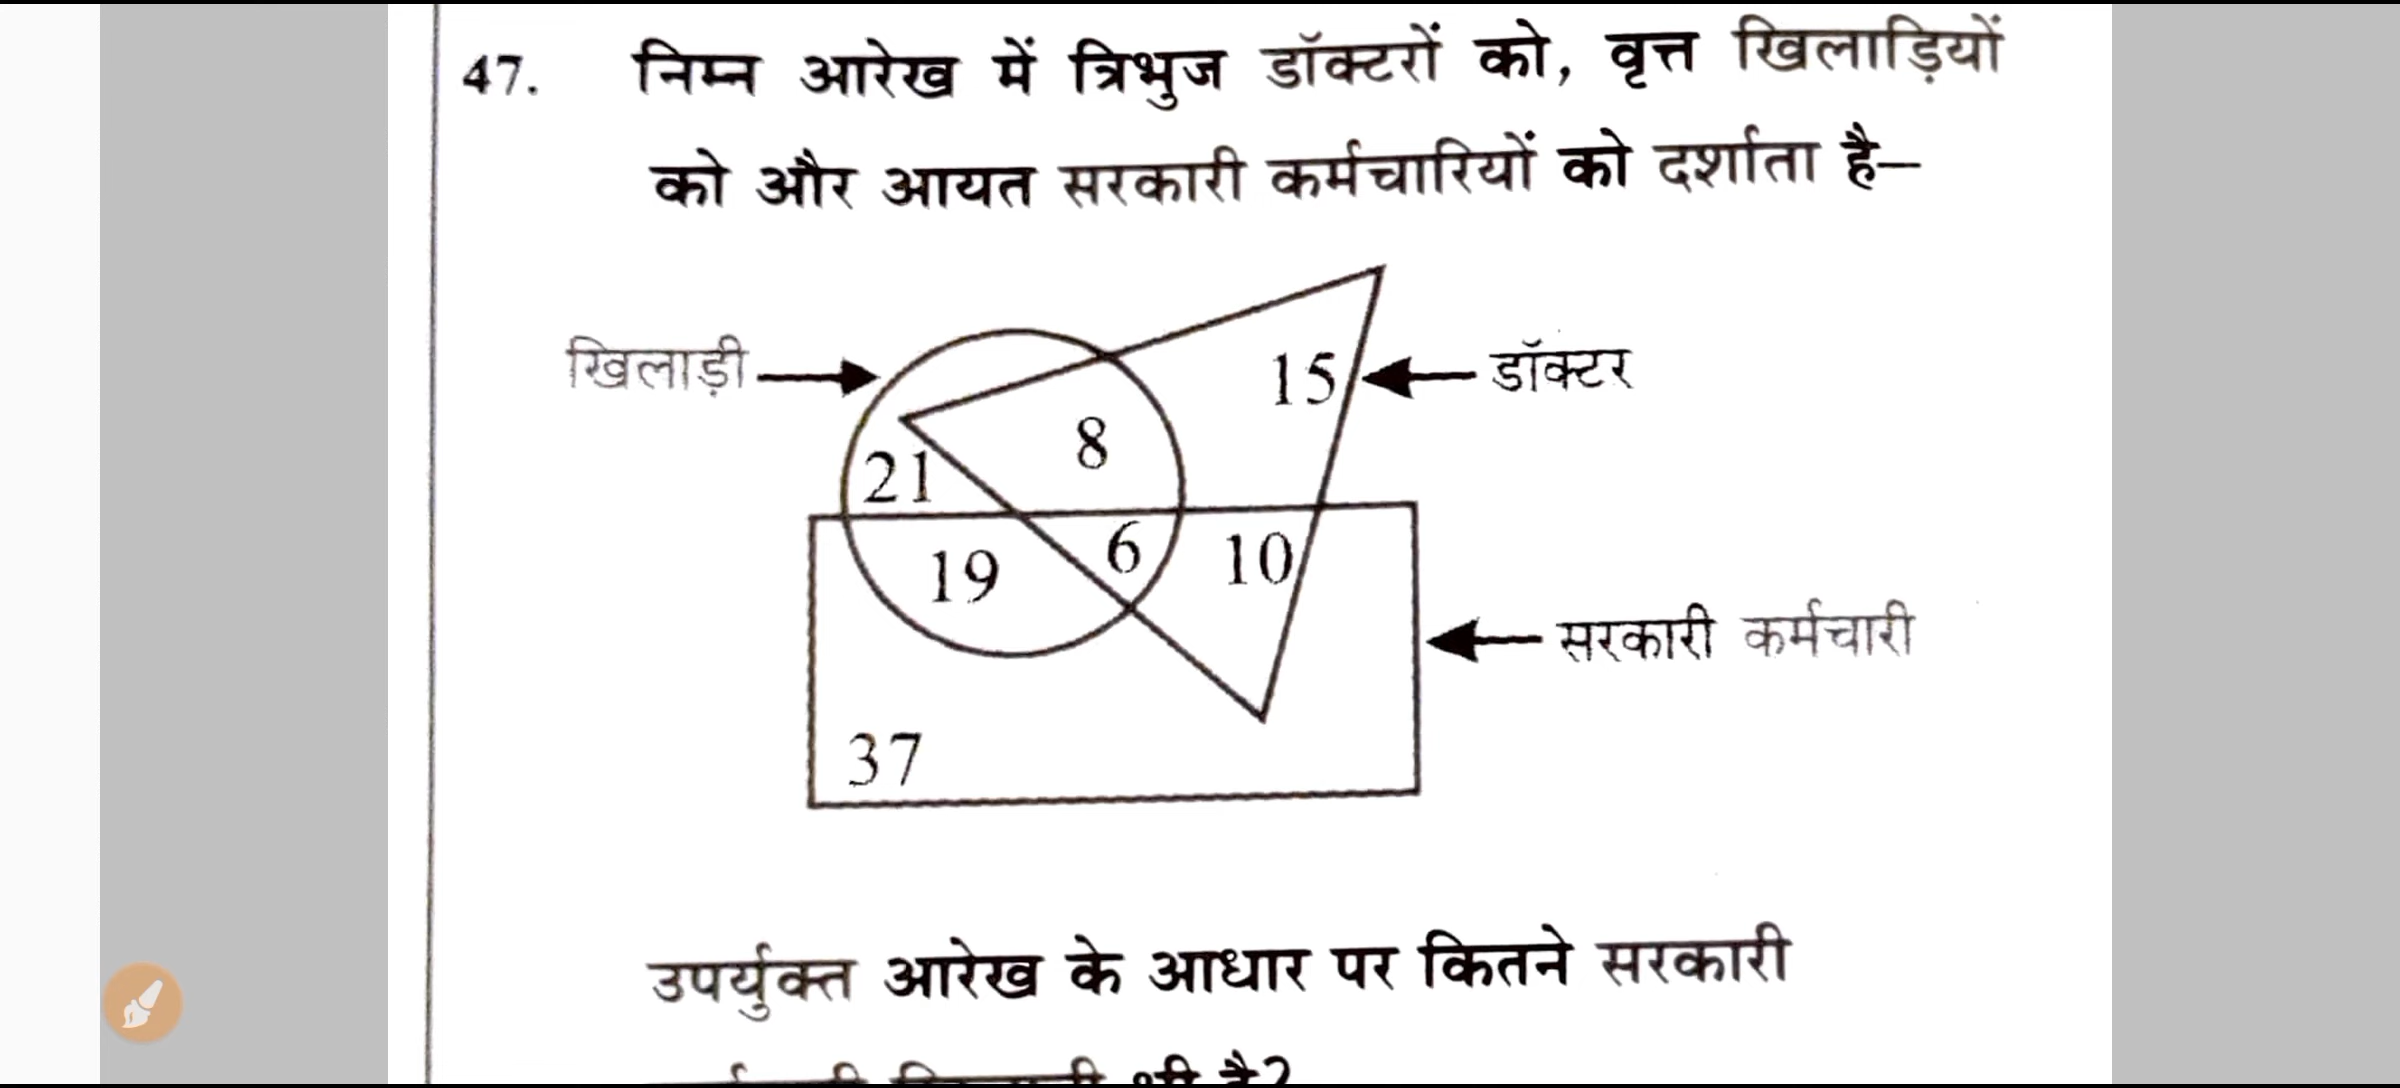 47. निम्न आरेख में त्रिभुज डॉक्टरों को, वृत्त खिलाड़ियों
को और आयत सरकारी कर्मचारियों को दर्शाता है—
खिलाड़ी
15
डॉक्टर
8
21
19
6
10
सरकारी कर्मचारी
37
उपर्युक्त आरेख के आधार पर कितने सरकारी
भी है?